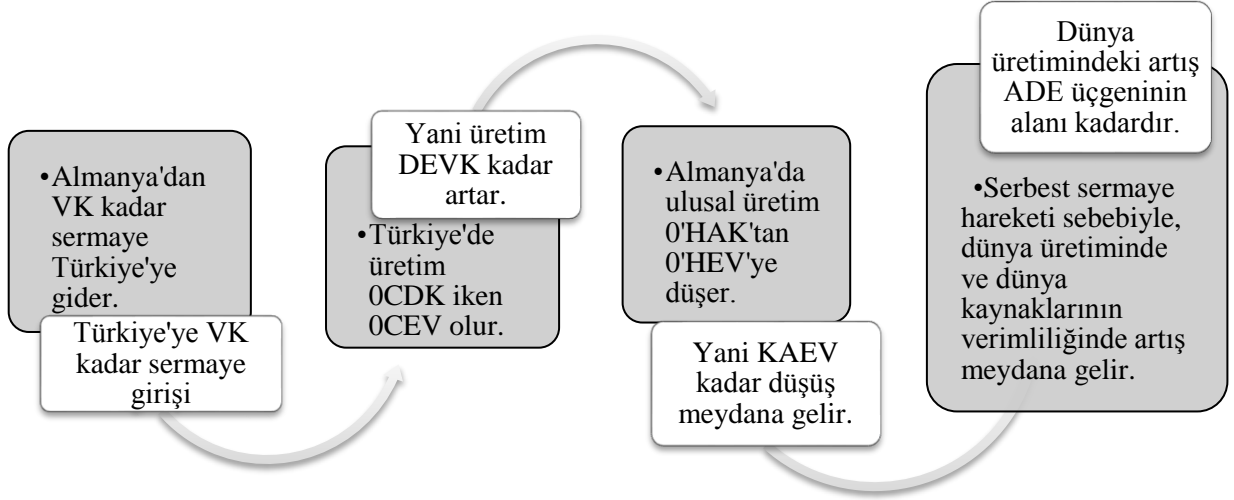 •Almanya'dan
VK kadar
sermaye
Türkiye'ye
gider.
Türkiye'ye VK
kadar sermaye
girişi
Yani üretim
DEVK kadar
artar.
•Türkiye'de
üretim
0CDK iken
0CEV olur.
•Almanya'da
ulusal üretim
0'HAK'tan
0'HEV'ye
düşer.
Yani KAEV
kadar düşüş
meydana gelir.
Dünya
üretimindeki artış
ADE üçgeninin
alanı kadardır.
•Serbest sermaye
hareketi sebebiyle,
dünya üretiminde
ve dünya
kaynaklarının
verimliliğinde artış
meydana gelir.